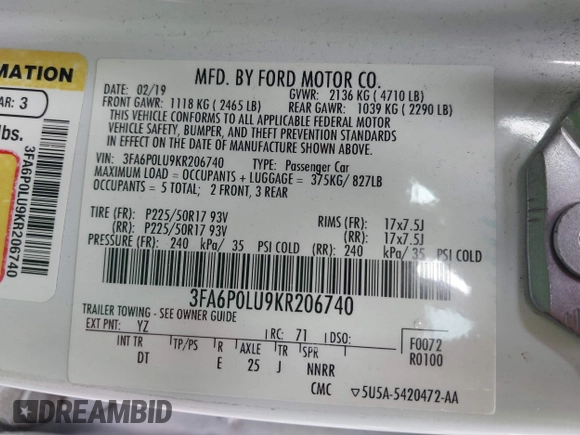 MFD. BY FORD MOTOR CO.
DATE: 02/19
GVWR: 2136 KG ( 4710 LB)
FRONT GAWR: 1118 KG ( 2465 LB)
REAR GAWR: 1039 KG ( 2290 LB)
THIS VEHICLE CONFORMS TO ALL APPLICABLE FEDERAL MOTOR
VEHICLE SAFETY, BUMPER, AND THEFT PREVENTION STANDARDS
IN EFFECT ON THE DATE OF MANUFACTURE SHOWN ABOVE.
VIN: 3FA6P0LU9KR206740 TYPE: Passenger Car
MAXIMUM LOAD = OCCUPANTS + LUGGAGE = 375KG/ 827LB
OCCUPANTS = 5 TOTAL; 2 FRONT, 3 REAR
TIRE (FR): P225/50R17 93V RIMS (FR): 17x7.5J
(RR): P225/50R17 93V (RR): 17x7.5J
PRESSURE (FR): 240 kPa/ 35 PSI COLD
(RR): 240 kPa/ 35 PSI COLD
3FA6P0LU9KR206740
TRAILER TOWING - SEE OWNER GUIDE
EXT PNT: YZ RC: 71 DSO:
F0072
R0100
INT TR TP/PS R AXLE TR SPR
DT E 25 J NNRR
CMC ▽5U5A-5420472-AA
MATION
AR: 3
lbs.
3FA6P0LU9KR206740
DREAMBID